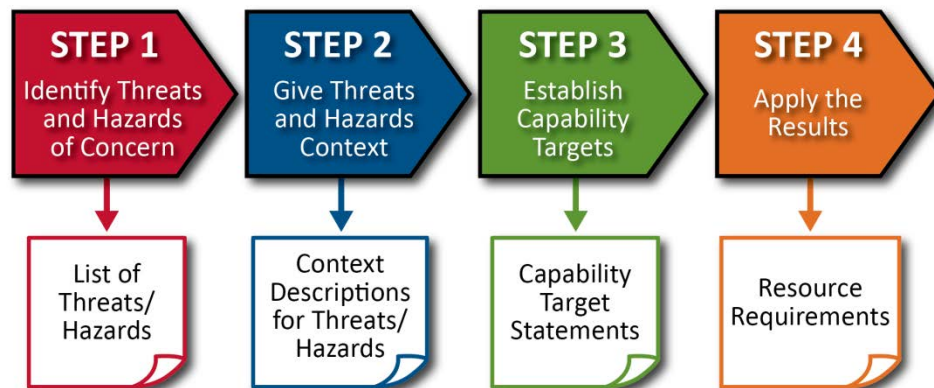 STEP 1
Identify Threats
and Hazards
of Concern
STEP 2
Give Threats
and Hazards
Context
STEP 3
Establish
Capability
Targets
STEP 4
Apply the
Results
List of
Threats/
Hazards
Context
Descriptions
for Threats/
Hazards
Capability
Target
Statements
Resource
Requirements